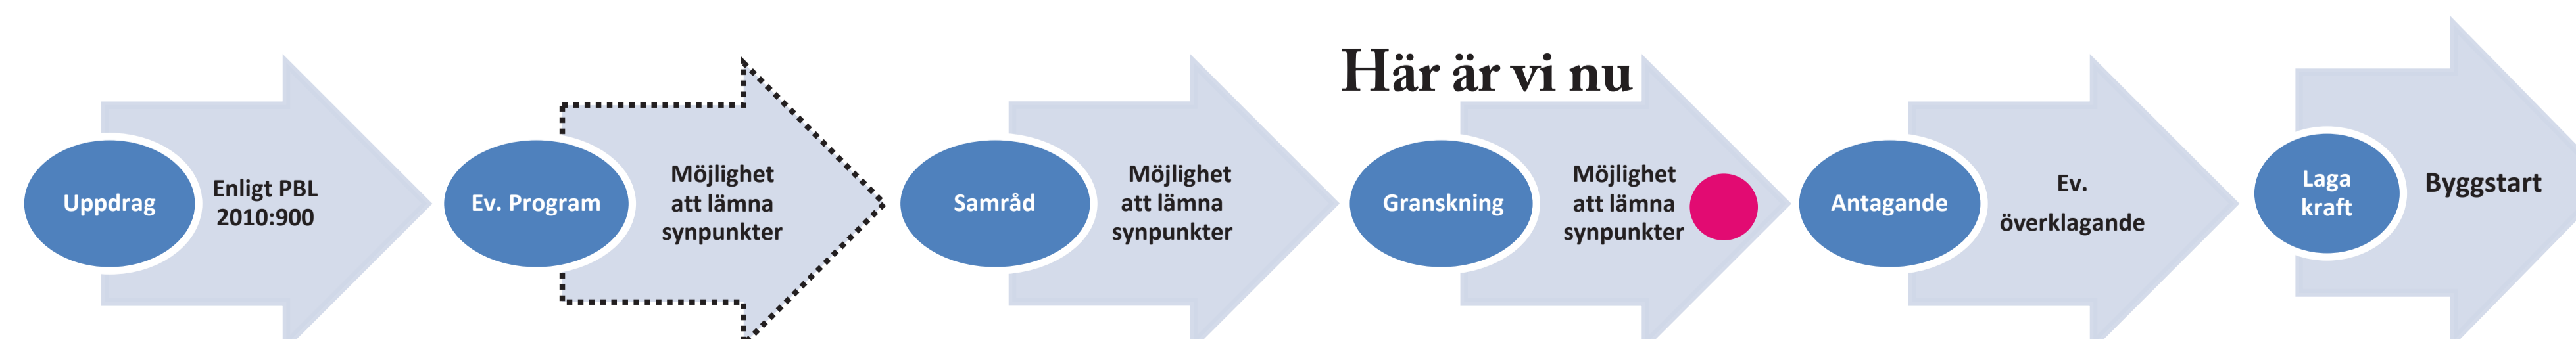 Här är vi nu
Uppdrag
Enligt PBL
2010:900
Ev. Program
Möjlighet
att lämna
synpunkter
Samråd
Möjlighet
att lämna
synpunkter
Granskning
Möjlighet
att lämna
synpunkter
Antagande
Ev.
överklagande
Laga
kraft
Byggstart